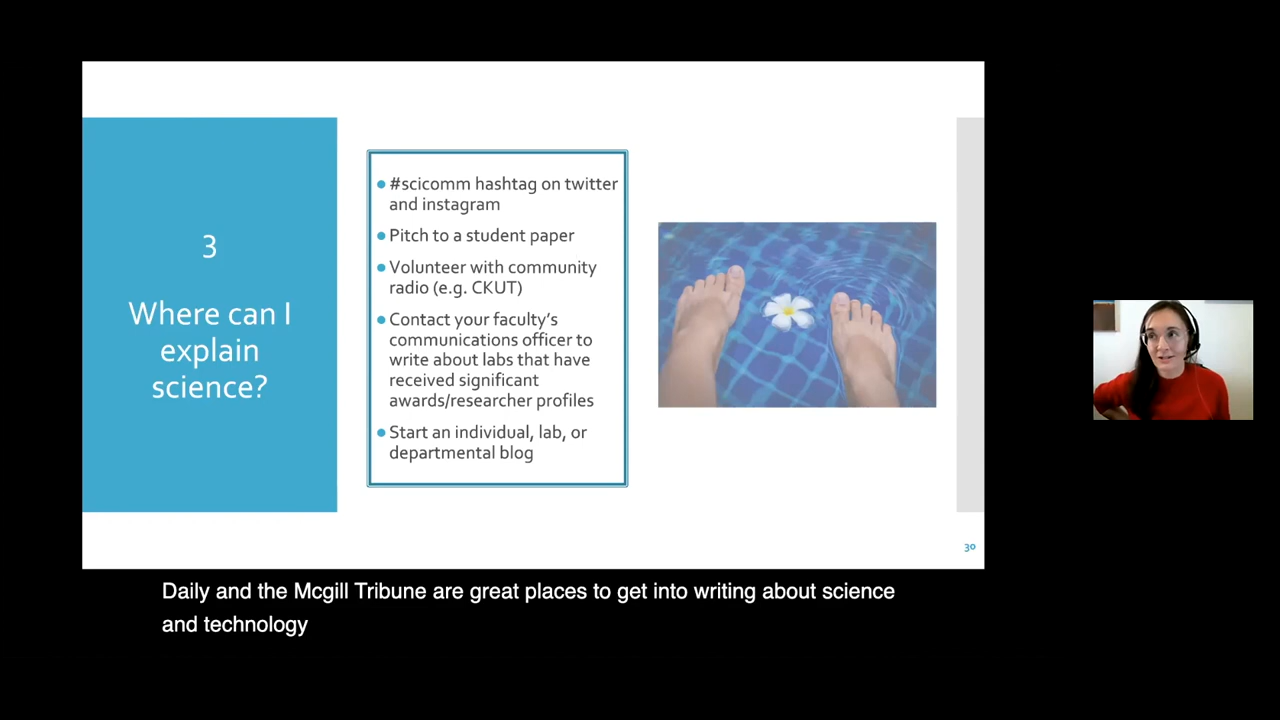 3
Where can I
explain
science?
#scicomm hashtag on twitter
and instagram
Pitch to a student paper
Volunteer with community
radio (e.g. CKUT)
Contact your faculty's
communications officer to
write about labs that have
received significant
awards/researcher profiles
Start an individual, lab, or
departmental blog
30
Daily and the Mcgill Tribune are great places to get into writing about science
and technology